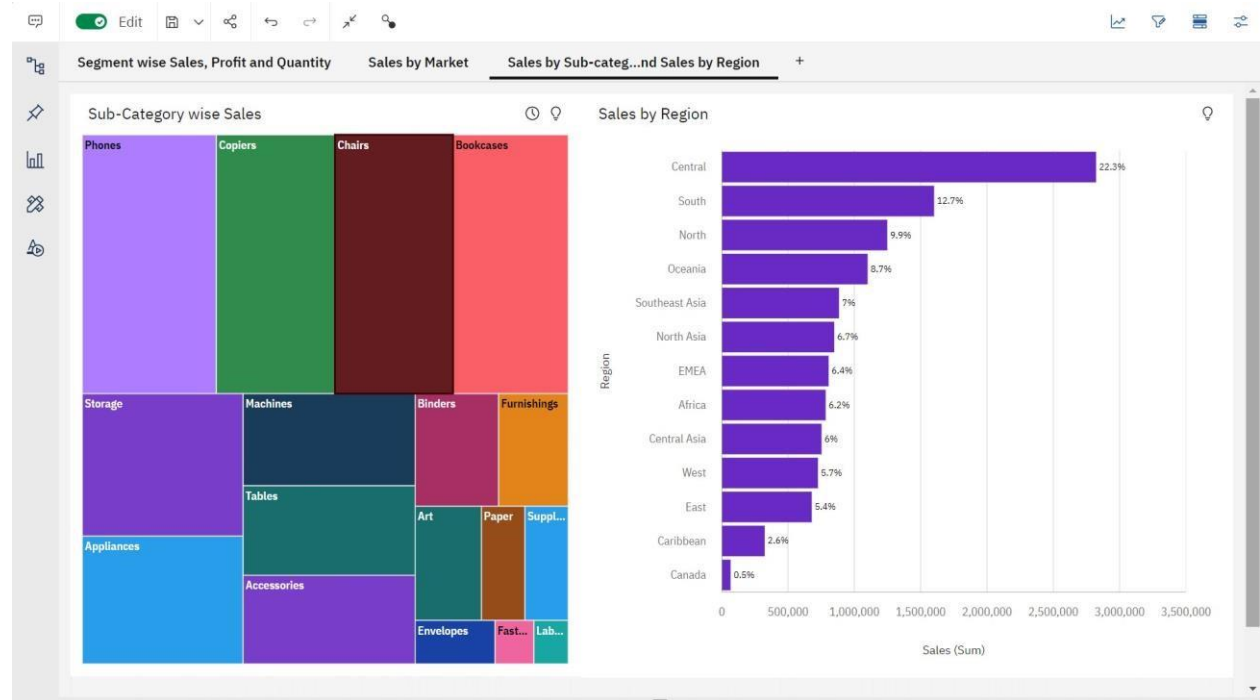 Edit
Segment wise Sales, Profit and Quantity
Sales by Market
Sales by Sub-categ...nd Sales by Region
+
Sub-Category wise Sales
Phones
Copiers
Chairs
Bookcases
Storage
Machines
Binders
Furnishings
Tables
Art
Paper
Suppl...
Appliances
Accessories
Envelopes
Fast...
Lab...
Sales by Region
Region
Central
22.3%
South
12.7%
North
9.9%
Oceania
8.7%
Southeast Asia
7%
North Asia
6.7%
EMEA
6.4%
Africa
6.2%
Central Asia
6%
West
5.7%
East
5.4%
Caribbean
2.6%
Canada
0.5%
0 500,000 1,000,000 1,500,000 2,000,000 2,500,000 3,000,000 3,500,000
Sales (Sum)